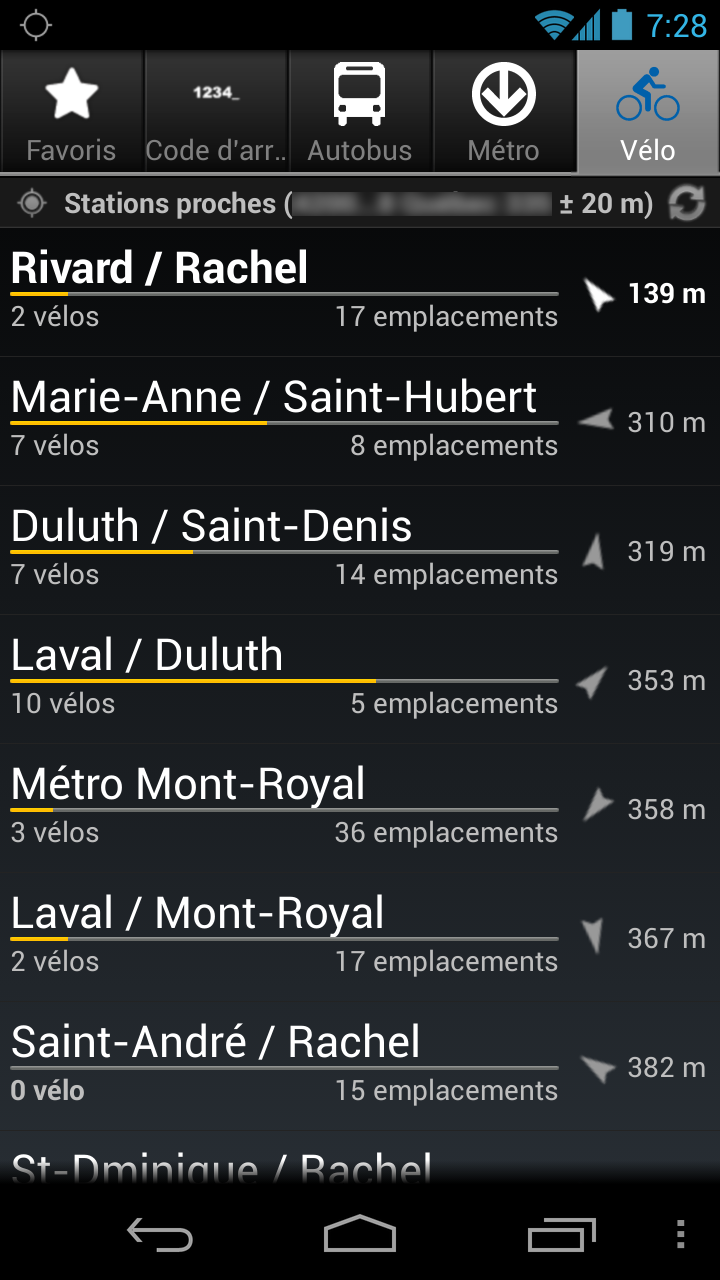 7:28
Favoris
1234_
Code d'arr..
Autobus
Métro
Vélo
Stations proches ( ± 20 m)
Rivard / Rachel
139 m
2 vélos 17 emplacements
Marie-Anne / Saint-Hubert
310 m
7 vélos 8 emplacements
Duluth / Saint-Denis
319 m
7 vélos 14 emplacements
Laval / Duluth
353 m
10 vélos 5 emplacements
Métro Mont-Royal
358 m
3 vélos 36 emplacements
Laval / Mont-Royal
367 m
2 vélos 17 emplacements
Saint-André / Rachel
382 m
0 vélo 15 emplacements
St-Dminique / Rachel